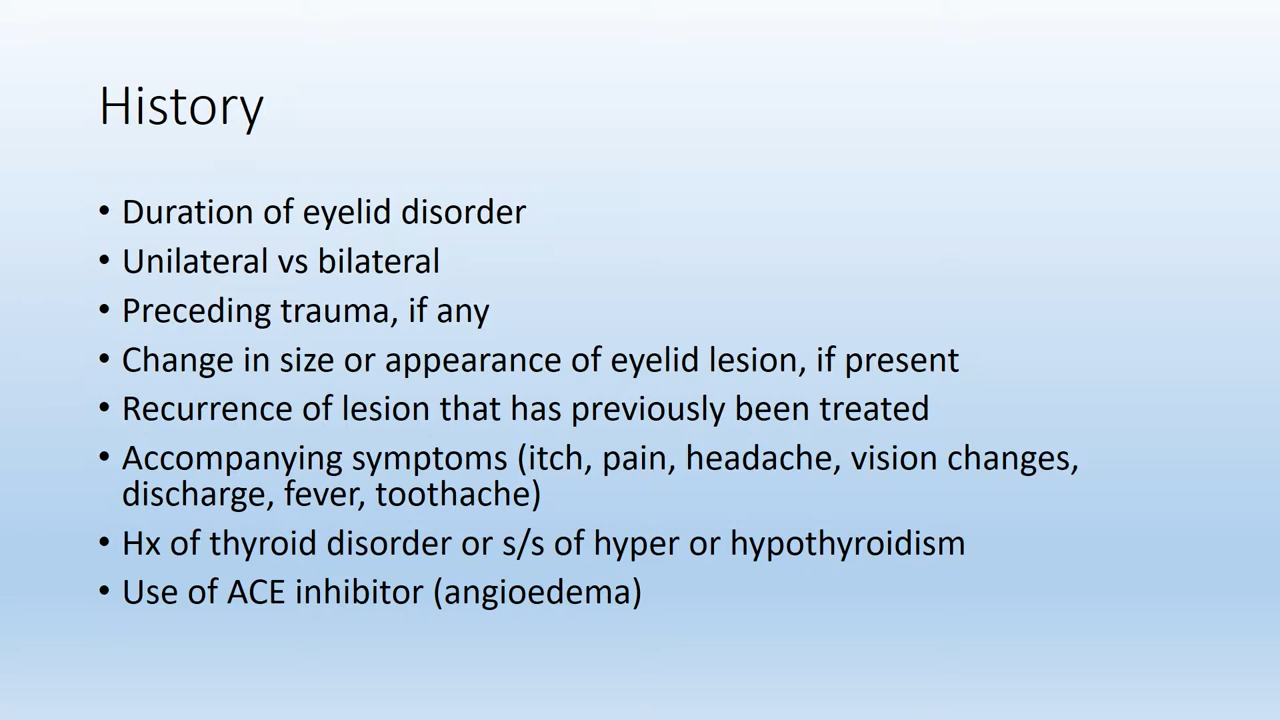 History
• Duration of eyelid disorder
• Unilateral vs bilateral
• Preceding trauma, if any
• Change in size or appearance of eyelid lesion, if present
• Recurrence of lesion that has previously been treated
• Accompanying symptoms (itch, pain, headache, vision changes,
discharge, fever, toothache)
• Hx of thyroid disorder or s/s of hyper or hypothyroidism
• Use of ACE inhibitor (angioedema)